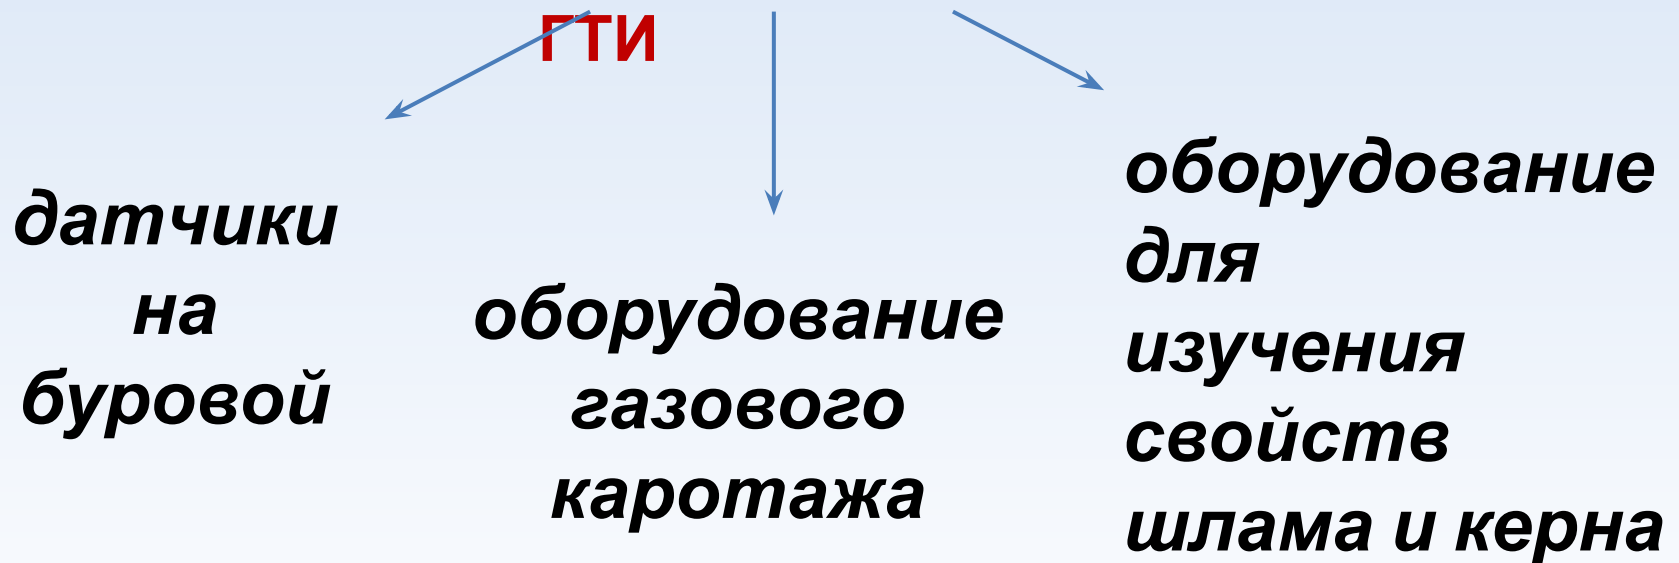 ГТИ
датчики
на
буровой
оборудование
газового
каротажа
оборудование
для
изучения
свойств
шлама и керна